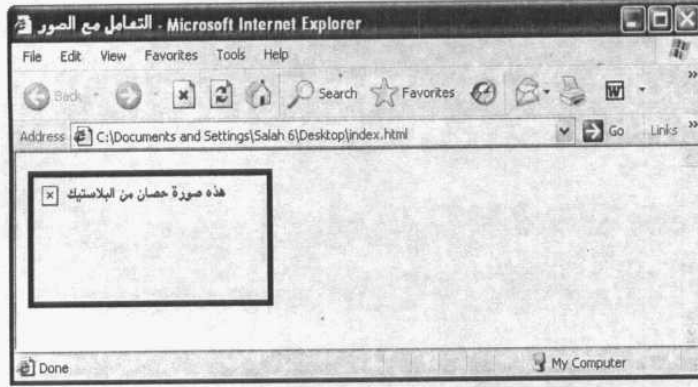 التعامل مع الصور - Microsoft Internet Explorer
File Edit View Favorites Tools Help
Back Search Favorites
Address C:\Documents and Settings\Salah 6\Desktop\index.html Go Links
هذه صورة حصان من البلاستيك
Done My Computer